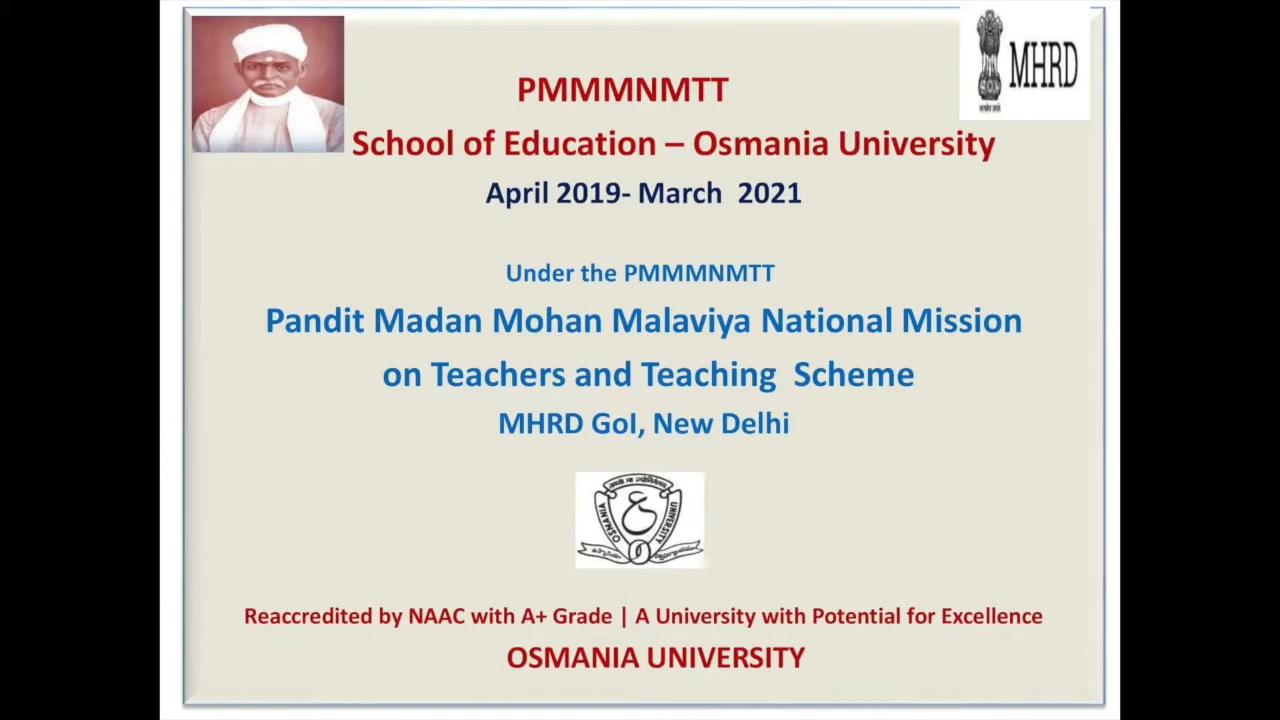 MHRD
PMMMNMTT
School of Education – Osmania University
April 2019- March 2021
Under the PMMMNMTT
Pandit Madan Mohan Malaviya National Mission
on Teachers and Teaching Scheme
MHRD GoI, New Delhi
OSMANIA UNIVERSITY
Reaccredited by NAAC with A+ Grade | A University with Potential for Excellence
OSMANIA UNIVERSITY